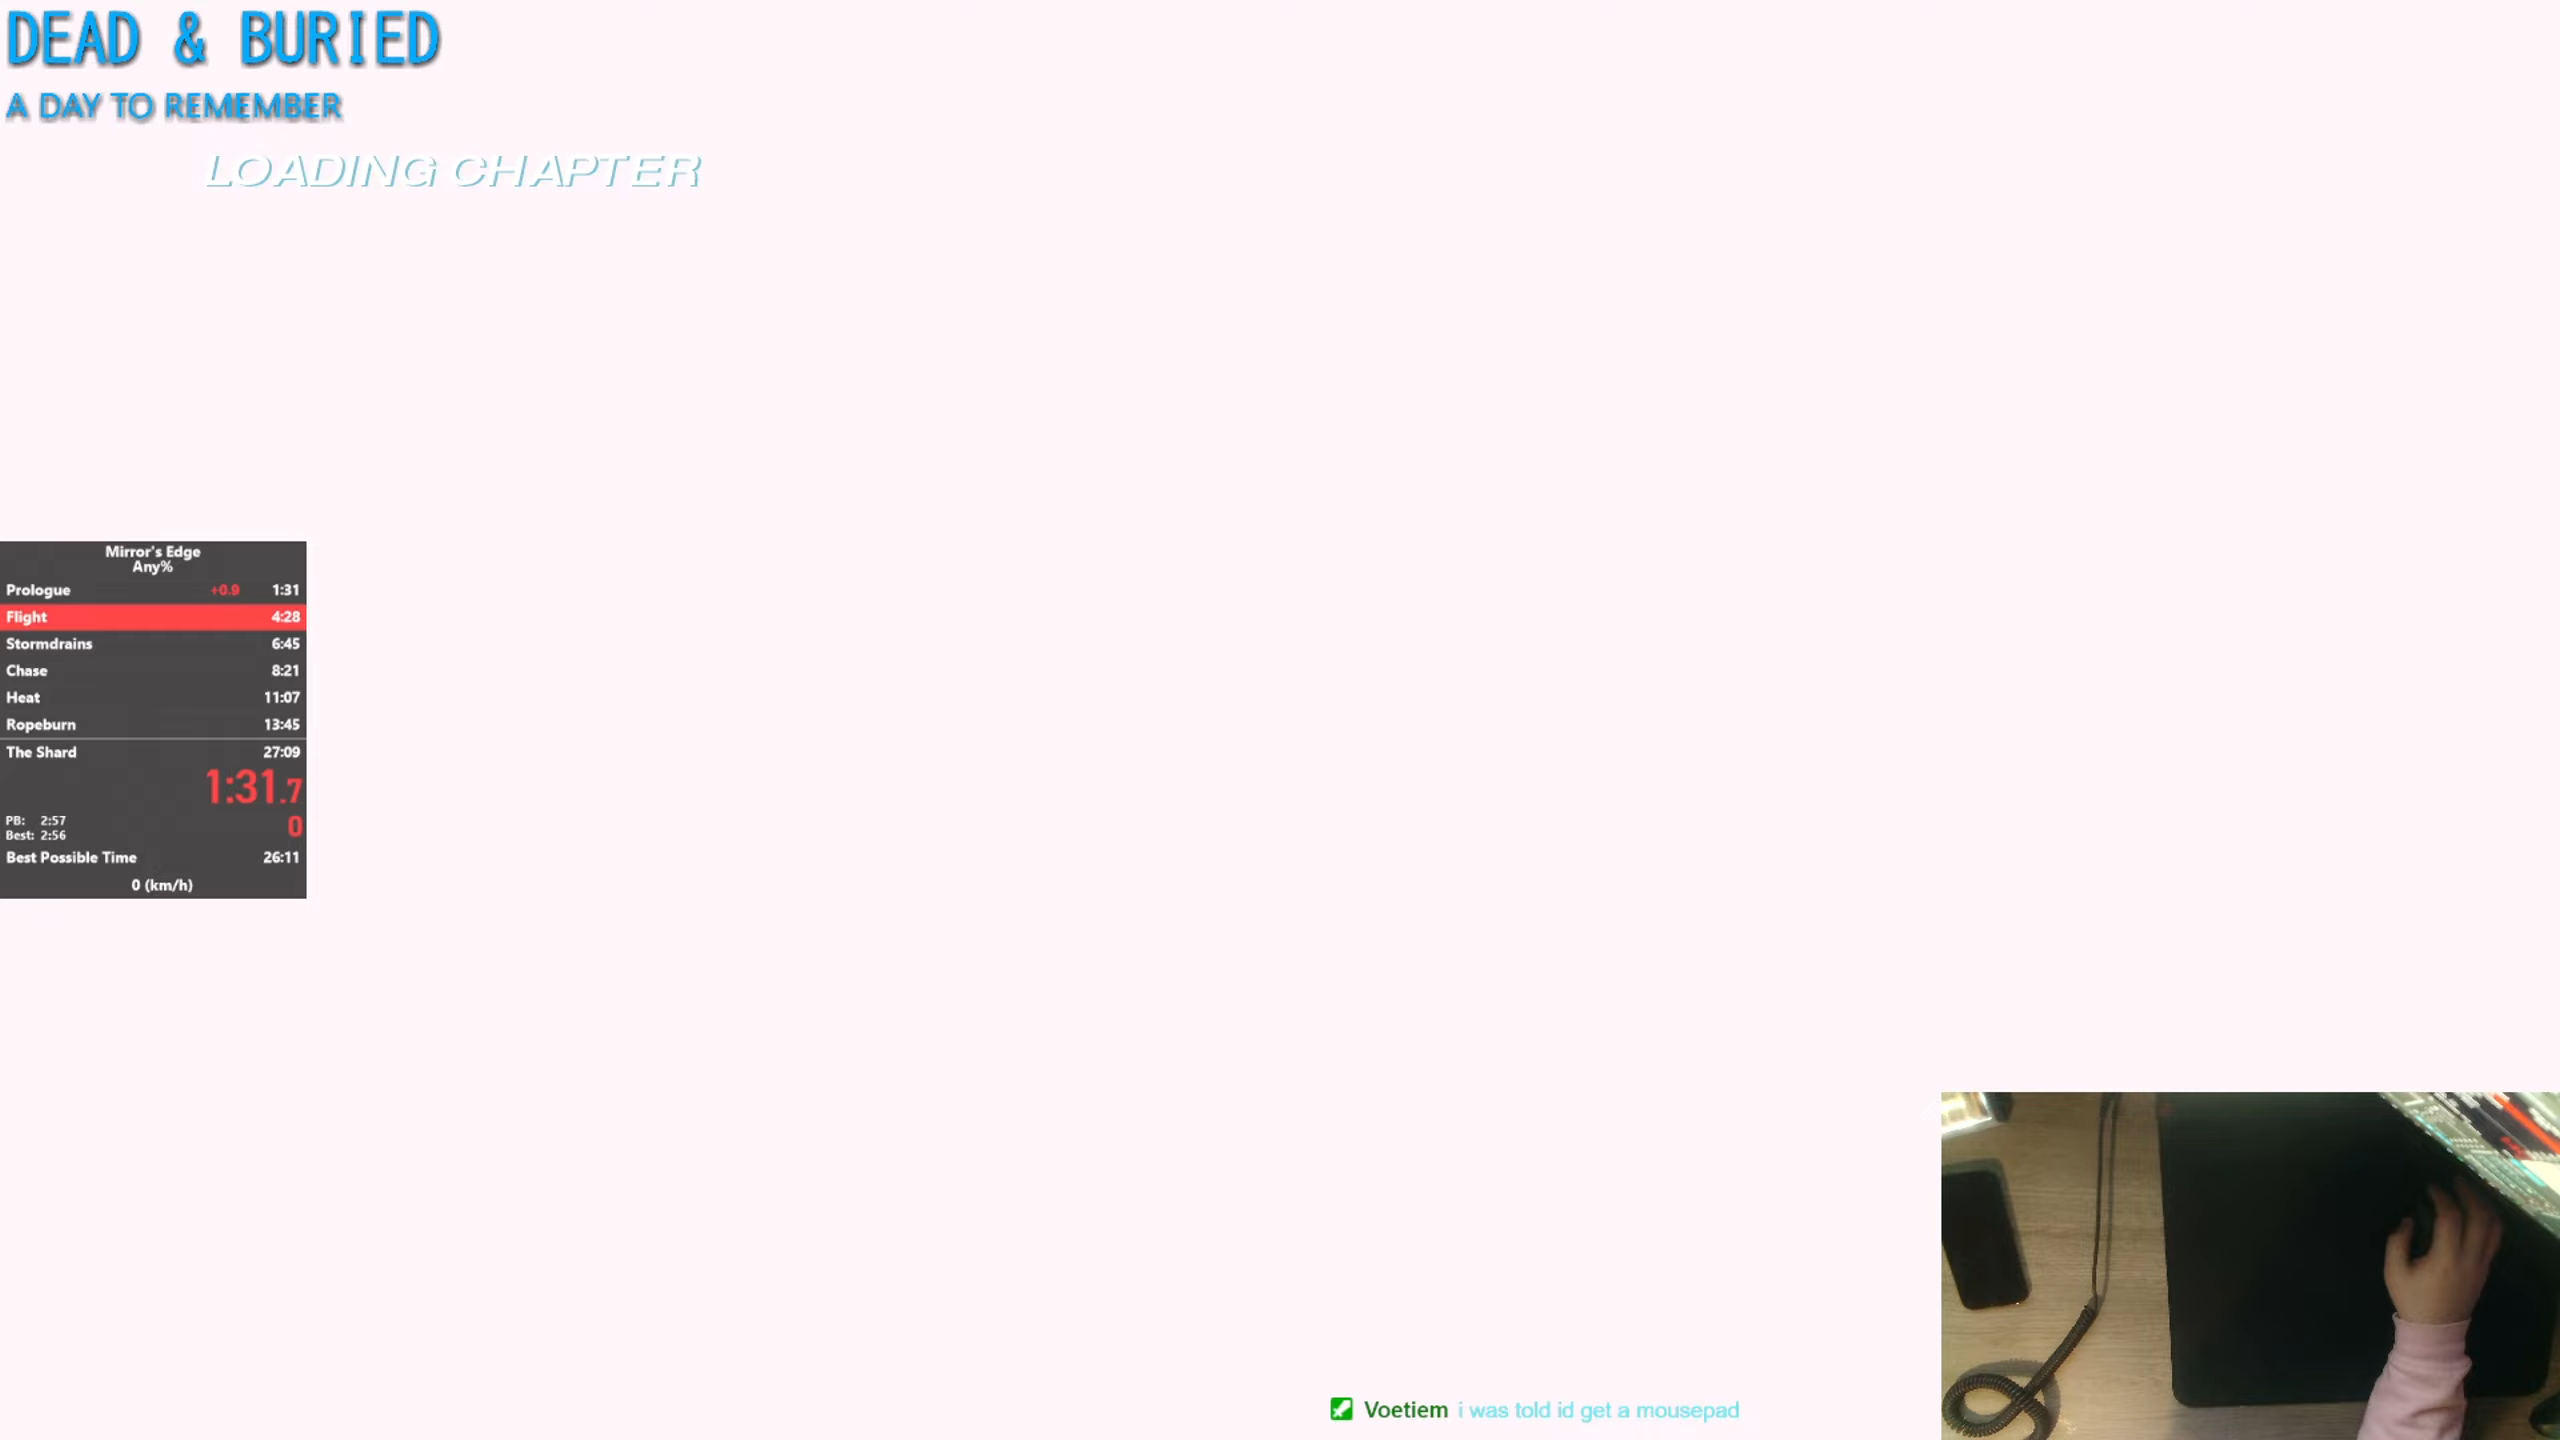 DEAD & BURIED
A DAY TO REMEMBER
LOADING CHAPTER
Mirror's Edge
Any%
Prologue +0.9 1:31
Flight 4:28
Stormdrains 6:45
Chase 8:21
Heat 11:07
Ropeburn 13:45
The Shard 27:09
1:31.7
PB: 2:57
0
Best: 2:56
Best Possible Time 26:11
0 (km/h)
Voetiem i was told id get a mousepad